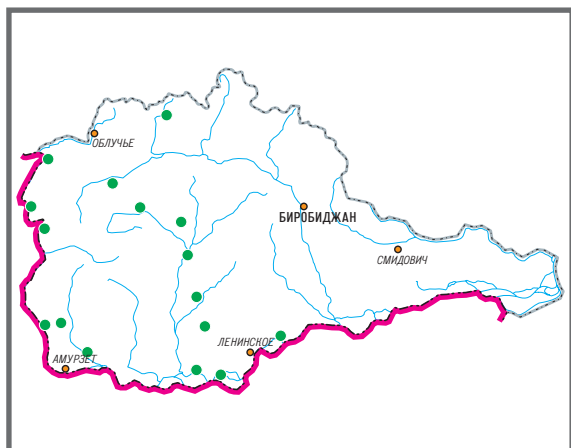 ОБЛУЧЬЕ
БИРОБИДЖАН
СМИДОВИЧ
ЛЕНИНСКОЕ
АМУРЗЕТ